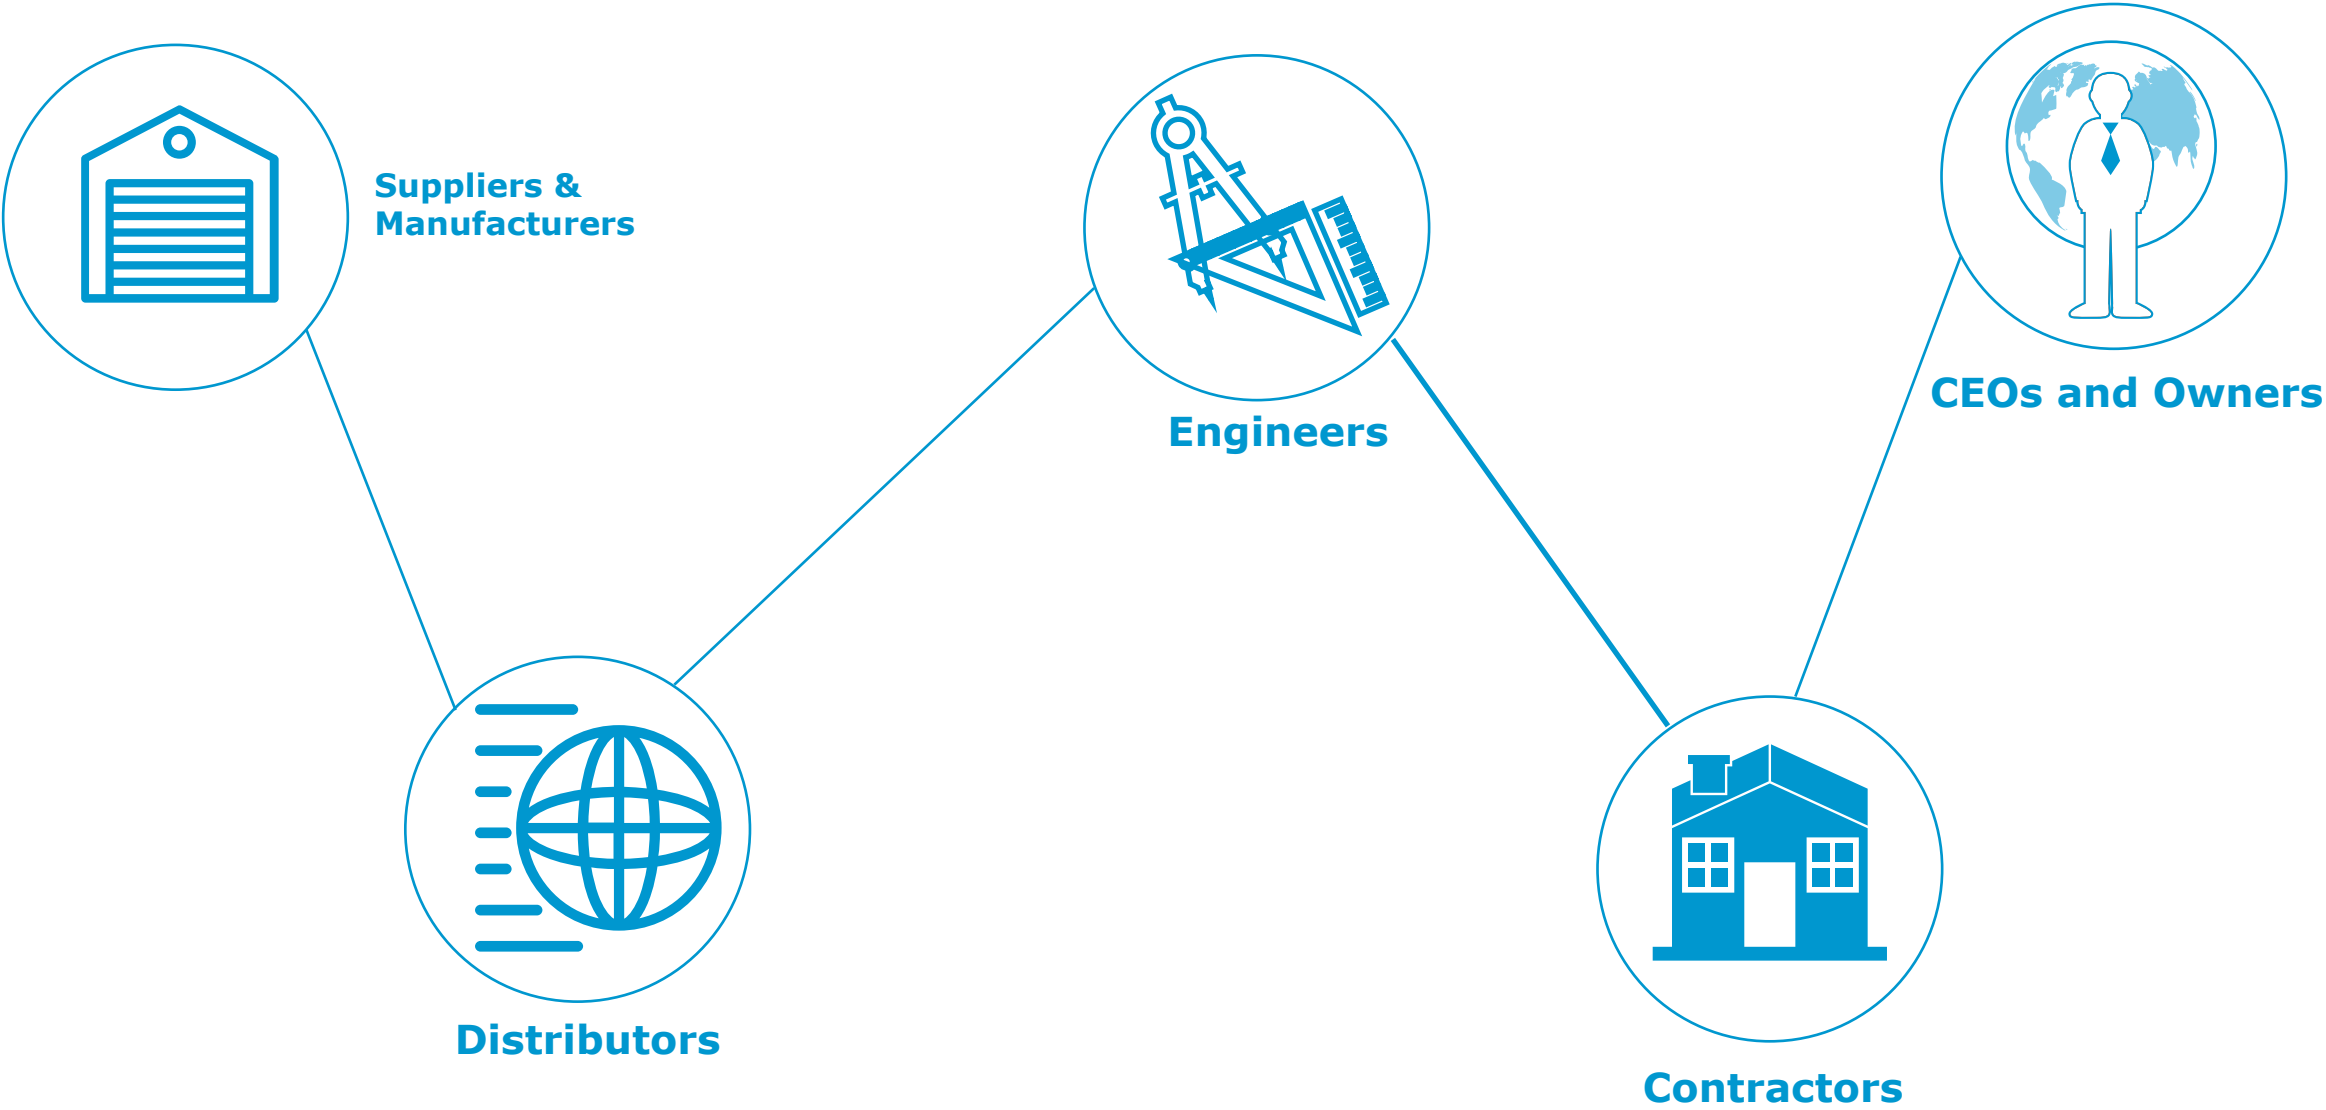 Suppliers &
Manufacturers
Engineers
CEOs and Owners
Distributors
Contractors